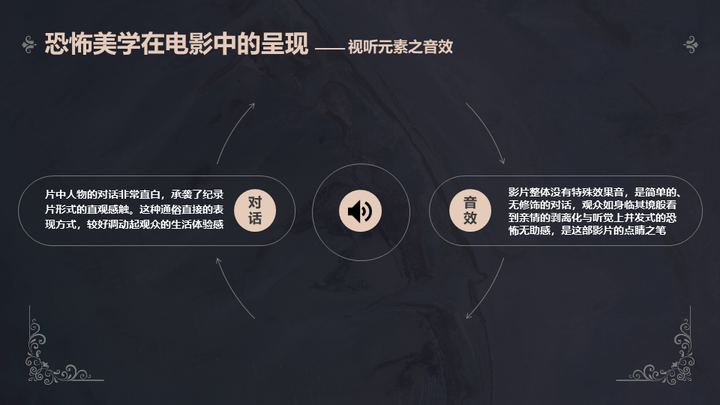 恐怖美学在电影中的呈现 —— 视听元素之音效
片中人物的对话非常直白，承袭了纪录
片形式的直观感触。这种通俗直接的表
现方式，较好调动起观众的生活体验感
对
话
音
效
影片整体没有特殊效果音，是简单的、
无修饰的对话，观众如身临其境般看
到亲情的剥离化与听觉上井发式的恐
怖无助感，是这部影片的点睛之笔